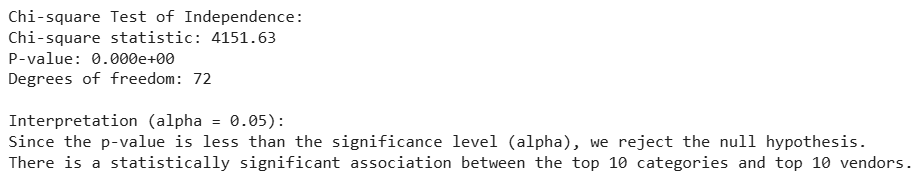 Chi-square Test of Independence:
Chi-square statistic: 4151.63
P-value: 0.000e+00
Degrees of freedom: 72
Interpretation (alpha = 0.05):
Since the p-value is less than the significance level (alpha), we reject the null hypothesis.
There is a statistically significant association between the top 10 categories and top 10 vendors.